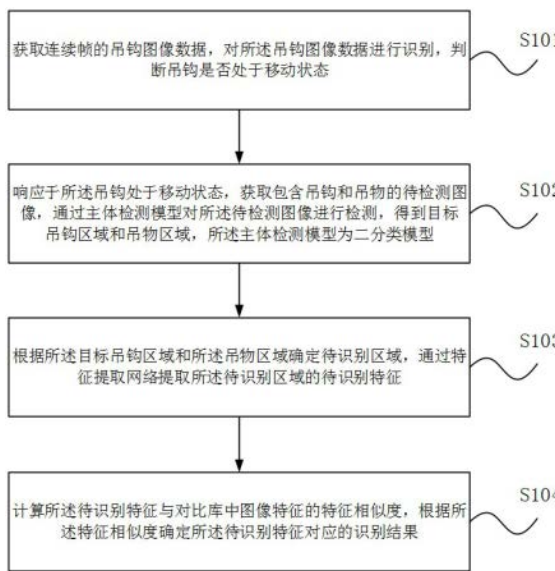 获取连续帧的吊钩图像数据，对所述吊钩图像数据进行识别，判
断吊钩是否处于移动状态
S101
响应于所述吊钩处于移动状态，获取包含吊钩和吊物的待检测图
像，通过主体检测模型对所述待检测图像进行检测，得到目标
吊钩区域和吊物区域，所述主体检测模型为二分类模型
S102
根据所述目标吊钩区域和所述吊物区域确定待识别区域，通过特
征提取网络提取所述待识别区域的待识别特征
S103
计算所述待识别特征与对比库中图像特征的特征相似度，根据所
述特征相似度确定所述待识别特征对应的识别结果
S104